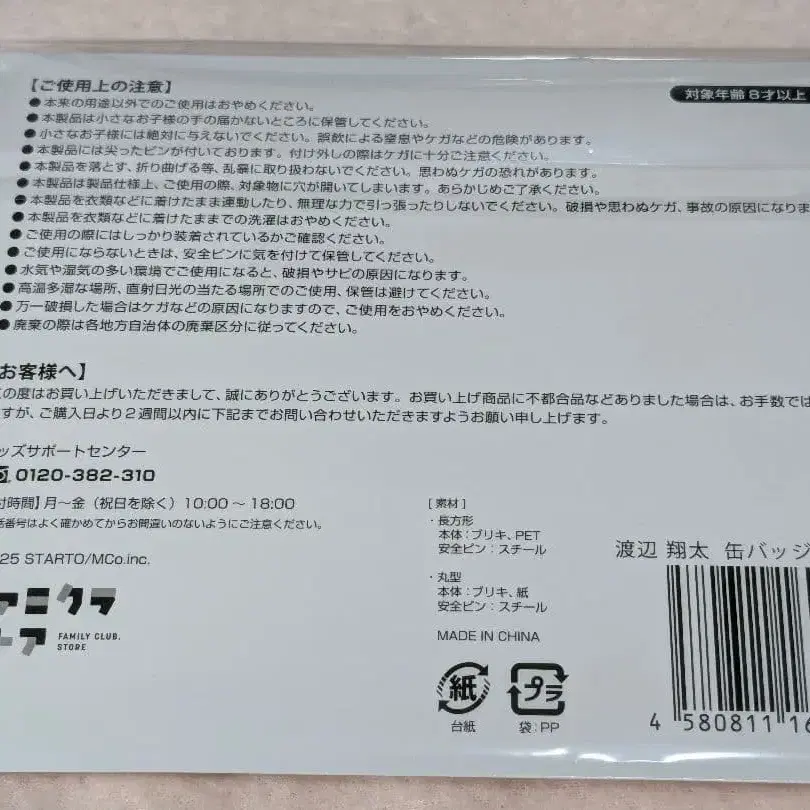 【ご使用上の注意】
対象年齢 8才以上
●本来の用途以外でのご使用はおやめください。
●本製品は小さなお子様の手の届かないところに保管してください。
●小さなお子様には絶対に与えないでください。誤飲による窒息やケガなどの危険があります。
●本製品には尖ったピンが付いております。付け外しの際はケガに十分ご注意ください。
●本製品を落とす、折り曲げる等、乱暴に取り扱わないでください。思わぬケガの恐れがあります。
●本製品は製品仕様上、ご使用の際、対象物に穴が開いてしまいます。あらかじめご了承ください。
●本製品を衣類などに着けたまま運動したり、無理な力で引っ張ったりしないでください。破損や思わぬケガ、事故の原因になりま
●本製品を衣類などに着けたままでの洗濯はおやめください。
●ご使用の際にはしっかり装着されているかご確認ください。
●ご使用にならないときは、安全ピンに気を付けて保管してください。
●水気や湿気の多い環境でご使用になると、破損やサビの原因になります。
●高温多湿な場所、直射日光の当たる場所でのご使用、保管は避けてください。
●万一破損した場合はケガなどの原因になりますので、ご使用をおやめください。
●廃棄の際は各地方自治体の廃棄区分に従ってください。
お客様へ】
の度はお買い上げいただきまして、誠にありがとうございます。お買い上げ商品に不都合品などありました場合は、お手数では
すが、ご購入日より2週間以内に下記までお問い合わせいただきますようお願い申し上げます。
ッズサポートセンター
0120-382-310
付時間】月～金（祝日を除く）10:00～18:00
話番号はよく確かめてからお間違いのないようにご注意ください。
25 STARTO/MCo.inc.
ァミクラ
トア
FAMILY CLUB.
STORE
[素材]
・長方形
本体：ブリキ、PET
安全ピン：スチール
・丸型
本体：ブリキ、紙
安全ピン：スチール
MADE IN CHINA
紙
台紙
プラ
袋：PP
渡辺 翔太 缶バッジ
4 580811 16